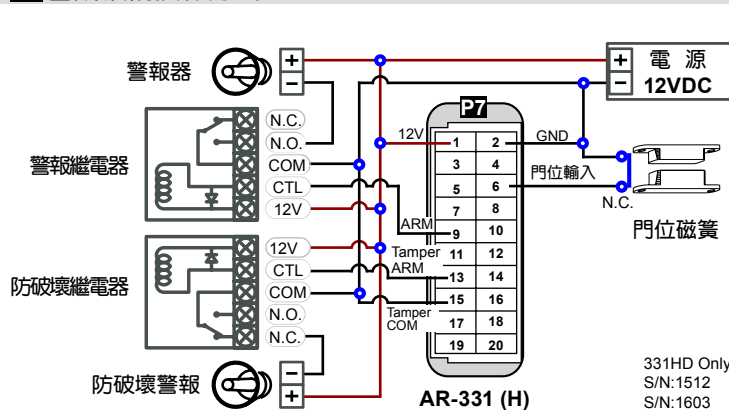 警報器
+
−
+
−
電 源
12VDC
P7
12V
GND
門位輸入
N.C.
門位磁簧
警報繼電器
N.C.
N.O.
COM
CTL
12V
ARM
Tamper
ARM
Tamper
COM
1 2
3 4
5 6
7 8
9 10
11 12
13 14
15 16
17 18
19 20
防破壞繼電器
12V
CTL
COM
N.O.
N.C.
防破壞警報
−
+
AR-331 (H)
331HD Only
S/N:1512
S/N:1603